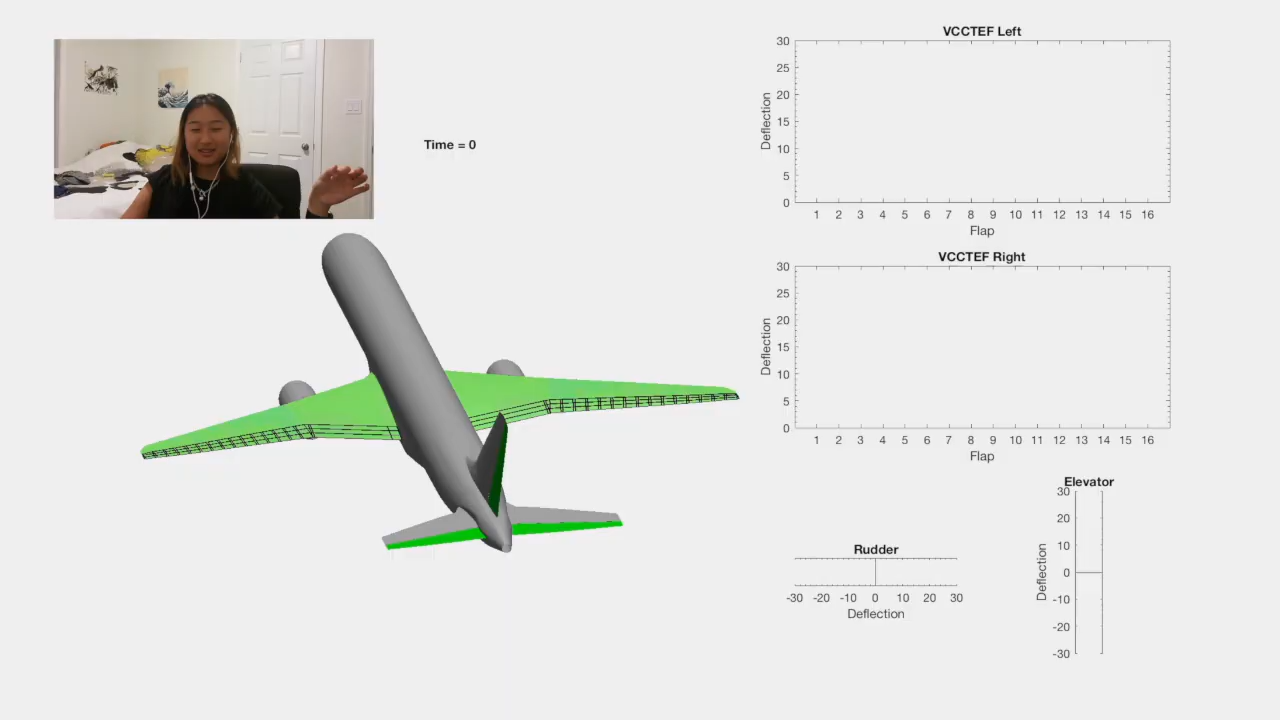 Time = 0
VCCTEF Left
30
25
20
15
10
5
0
Deflection
1 2 3 4 5 6 7 8 9 10 11 12 13 14 15 16
Flap
VCCTEF Right
30
25
20
15
10
5
0
Deflection
1 2 3 4 5 6 7 8 9 10 11 12 13 14 15 16
Flap
Rudder
-30 -20 -10 0 10 20 30
Deflection
Elevator
30
20
10
0
-10
-20
-30
Deflection